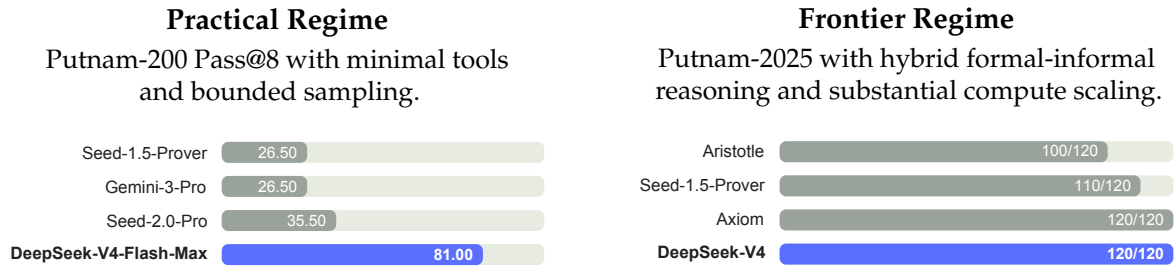 Practical Regime
Putnam-200 Pass@8 with minimal tools
and bounded sampling.
Seed-1.5-Prover 26.50
Gemini-3-Pro 26.50
Seed-2.0-Pro 35.50
DeepSeek-V4-Flash-Max 81.00
Frontier Regime
Putnam-2025 with hybrid formal-informal
reasoning and substantial compute scaling.
Aristotle 100/120
Seed-1.5-Prover 110/120
Axiom 120/120
DeepSeek-V4 120/120